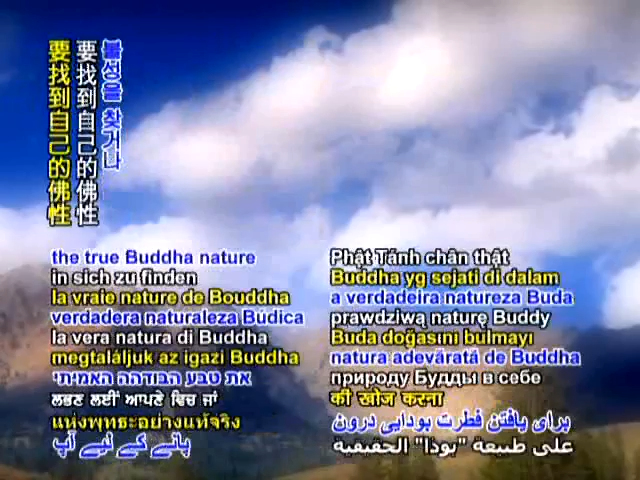 要找到自己的佛性
要找到自己的佛性
불성을 찾거나
the true Buddha nature
in sich zu finden
la vraie nature de Bouddha
verdadera naturaleza Búdica
la vera natura di Buddha
megtaláljuk az igazi Buddha
את טבע הבודהה האמיתי
ਲਭਣ ਲਈਂ ਆਪਣੇ ਵਿਚ ਜਾਂ
แห่งพุทธะอย่างแท้จริง
پانے کے لیے آپ
Phật Tánh chân thật
Buddha yg sejati di dalam
a verdadeira natureza Buda
prawdziwą naturę Buddy
Buda doğasını bulmayı
natura adevărată de Buddha
природу Будды в себе
की खोज करना
برای یافتن فطرت بودایی درون
على طبيعة "بوذا" الحقيقية